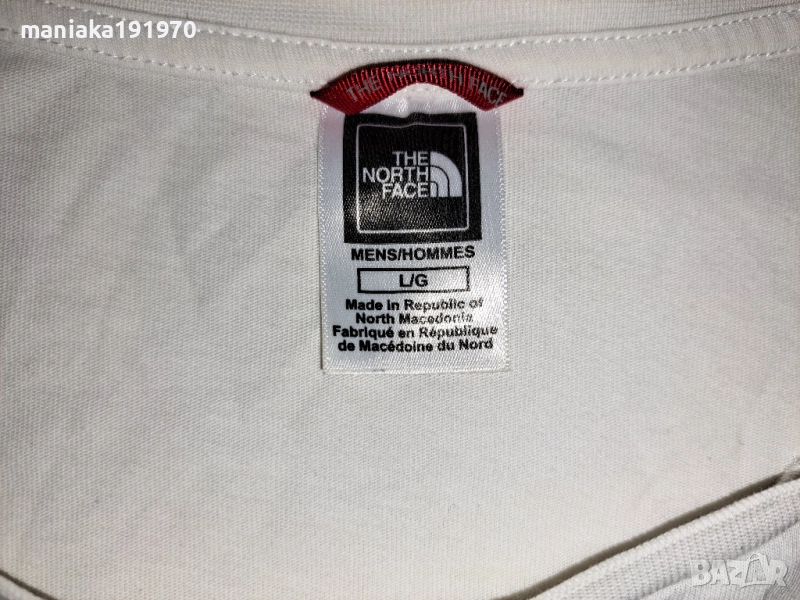 maniaka191970
THE NORTH FACE
THE
NORTH
FACE
MENS/HOMMES
L/G
Made in Republic of
North Macedonia
Fabriqué en République
de Macédoine du Nord
BAZAR